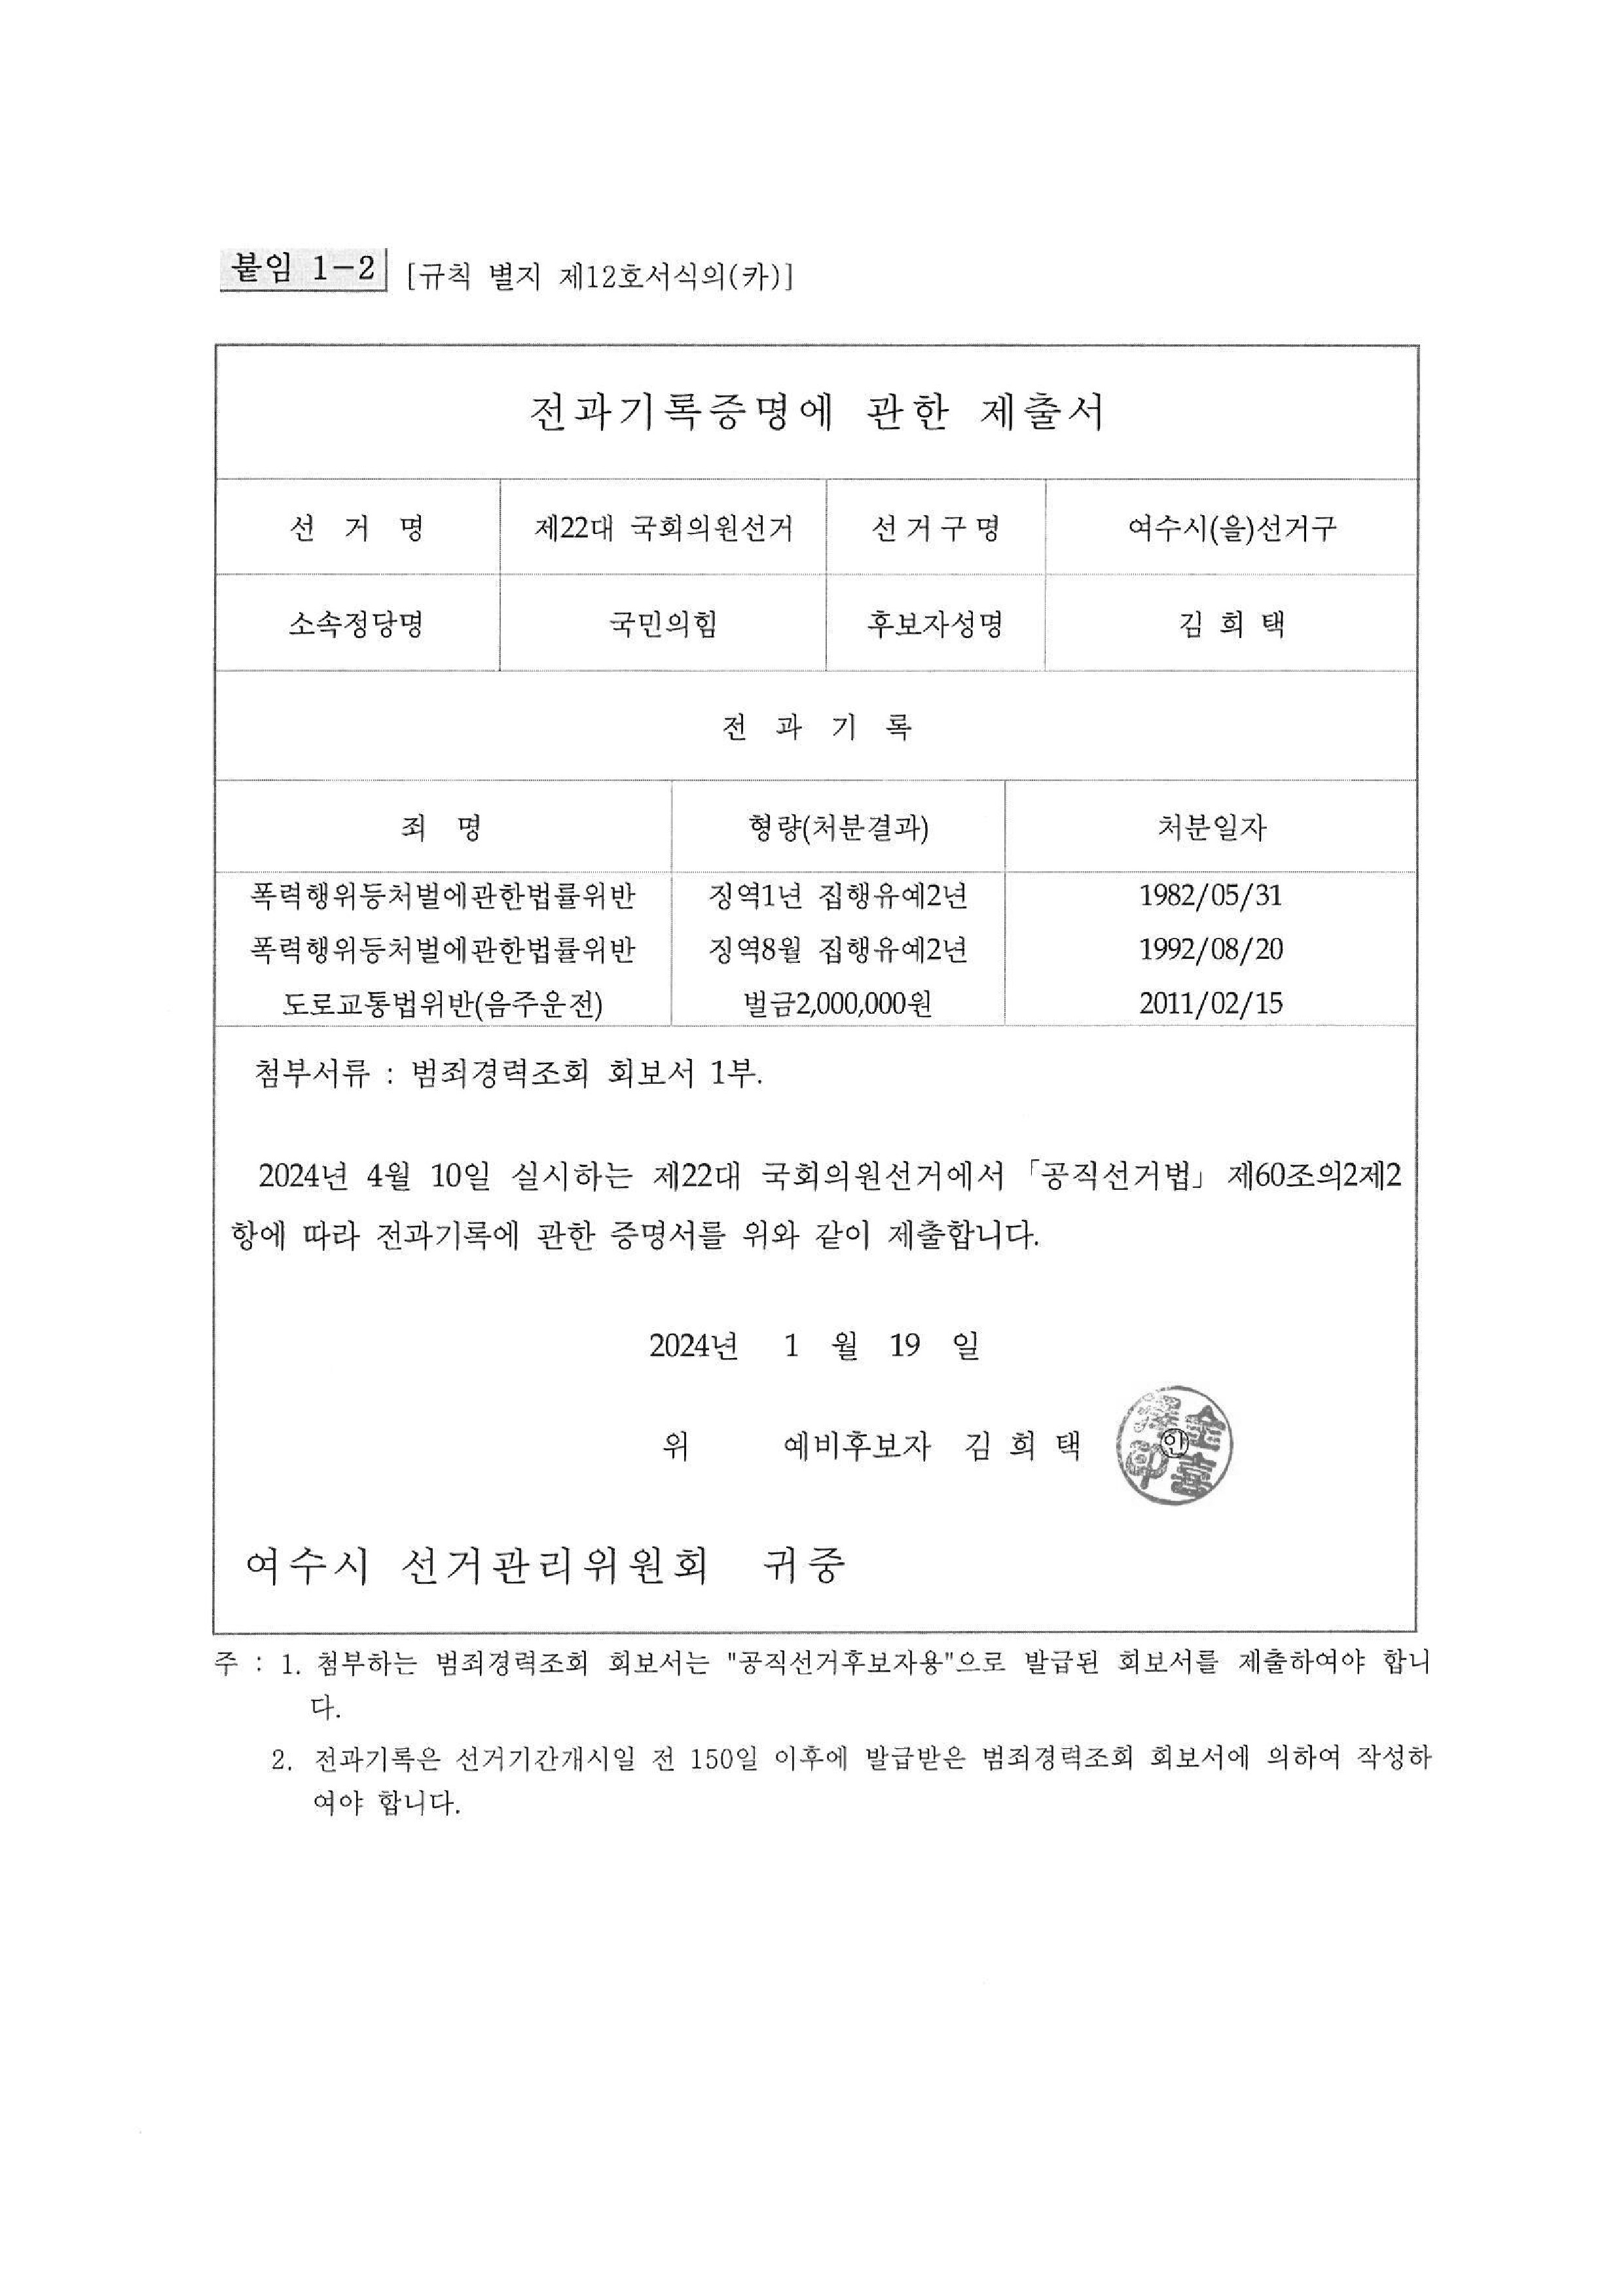 붙임 1-2 [규칙 별지 제12호서식의(카)]
전과기록증명에 관한 제출서
선 거 명 제22대 국회의원선거 선거구명 여수시(을)선거구
소속정당명 국민의힘 후보자성명 김 희 택
전 과 기 록
죄 명 형량(처분결과) 처분일자
폭력행위등처벌에관한법률위반 징역1년 집행유예2년 1982/05/31
폭력행위등처벌에관한법률위반 징역8월 집행유예2년 1992/08/20
도로교통법위반(음주운전) 벌금2,000,000원 2011/02/15
첨부서류 : 범죄경력조회 회보서 1부.
2024년 4월 10일 실시하는 제22대 국회의원선거에서 「공직선거법」 제60조의2제2
항에 따라 전과기록에 관한 증명서를 위와 같이 제출합니다.
2024년 1 월 19 일
위 예비후보자 김 희 택 ㊞
金喜澤印
여수시 선거관리위원회 귀중
주 : 1. 첨부하는 범죄경력조회 회보서는 "공직선거후보자용"으로 발급된 회보서를 제출하여야 합니
다.
2. 전과기록은 선거기간개시일 전 150일 이후에 발급받은 범죄경력조회 회보서에 의하여 작성하
여야 합니다.